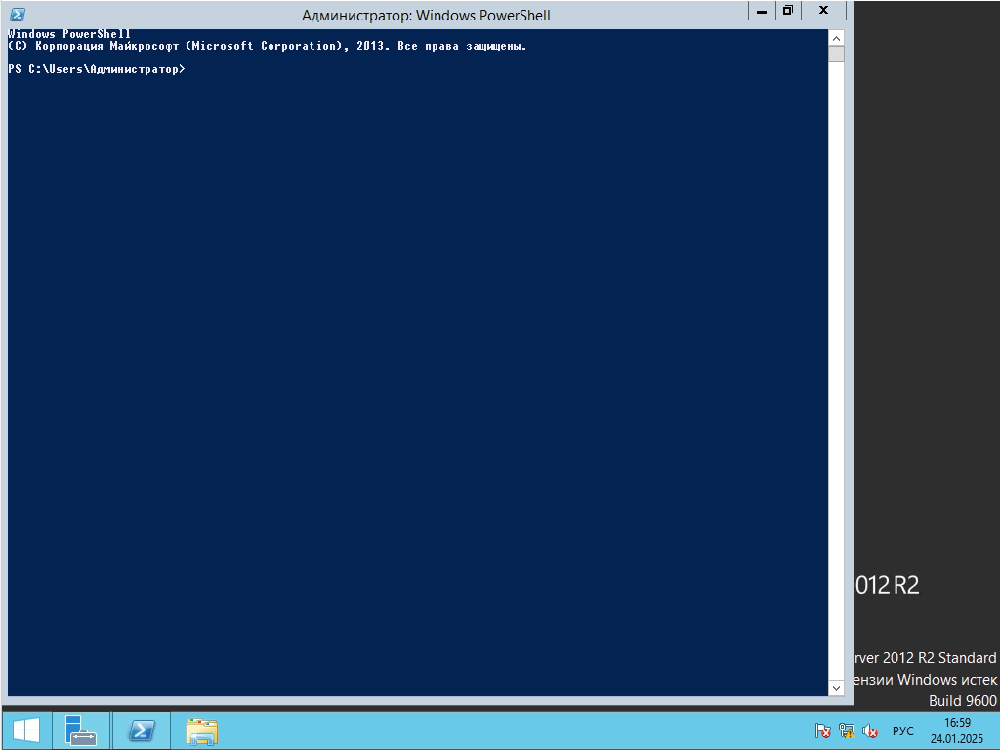 Администратор: Windows PowerShell
Windows PowerShell
(C) Корпорация Майкрософт (Microsoft Corporation), 2013. Все права защищены.
PS C:\Users\Администратор>
012 R2
rver 2012 R2 Standard
ензии Windows истек
Build 9600
РУС
16:59
24.01.2025